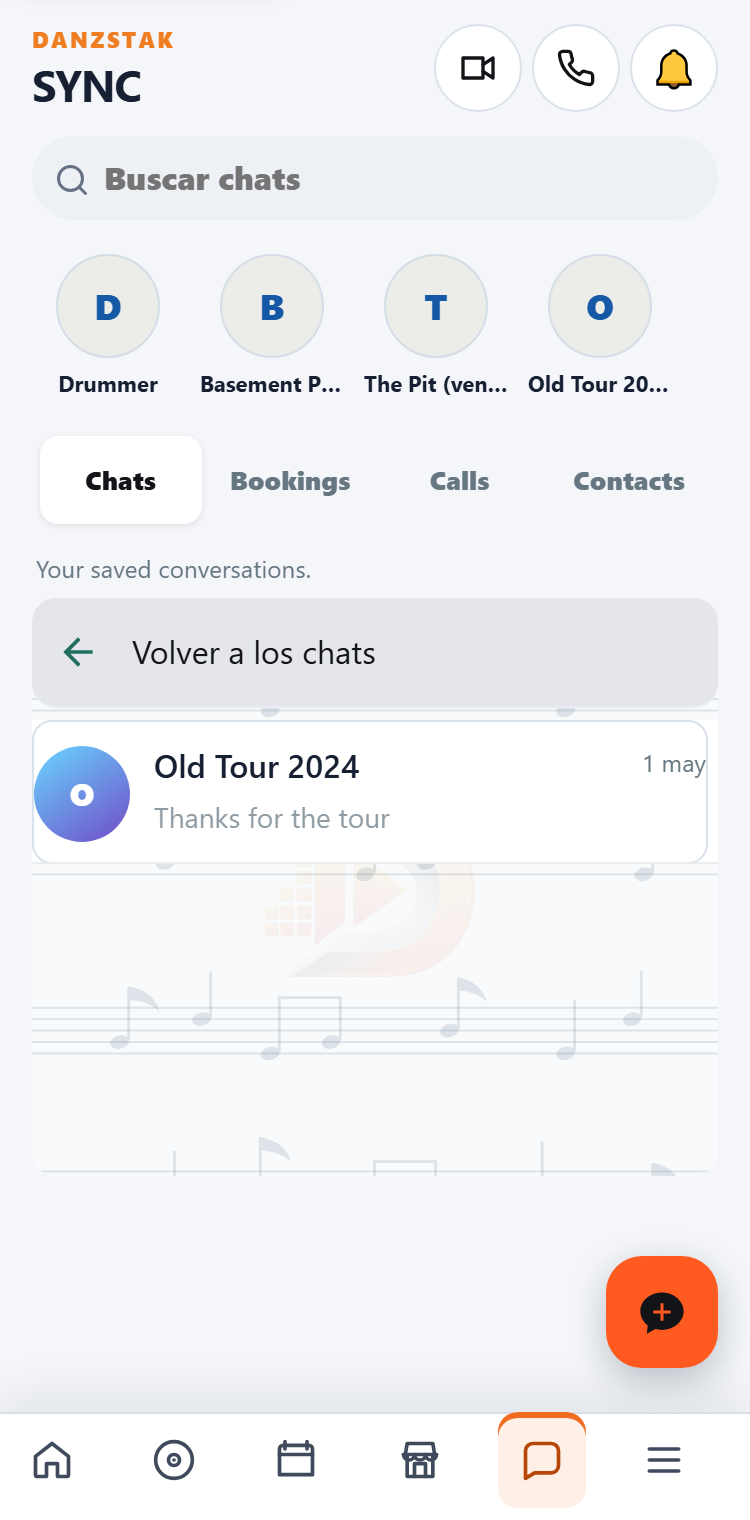 DANZSTAK
SYNC
Buscar chats
D
B
T
O
Drummer
Basement P...
The Pit (ven...
Old Tour 20...
Chats
Bookings
Calls
Contacts
Your saved conversations.
Volver a los chats
O
Old Tour 2024
1 may
Thanks for the tour